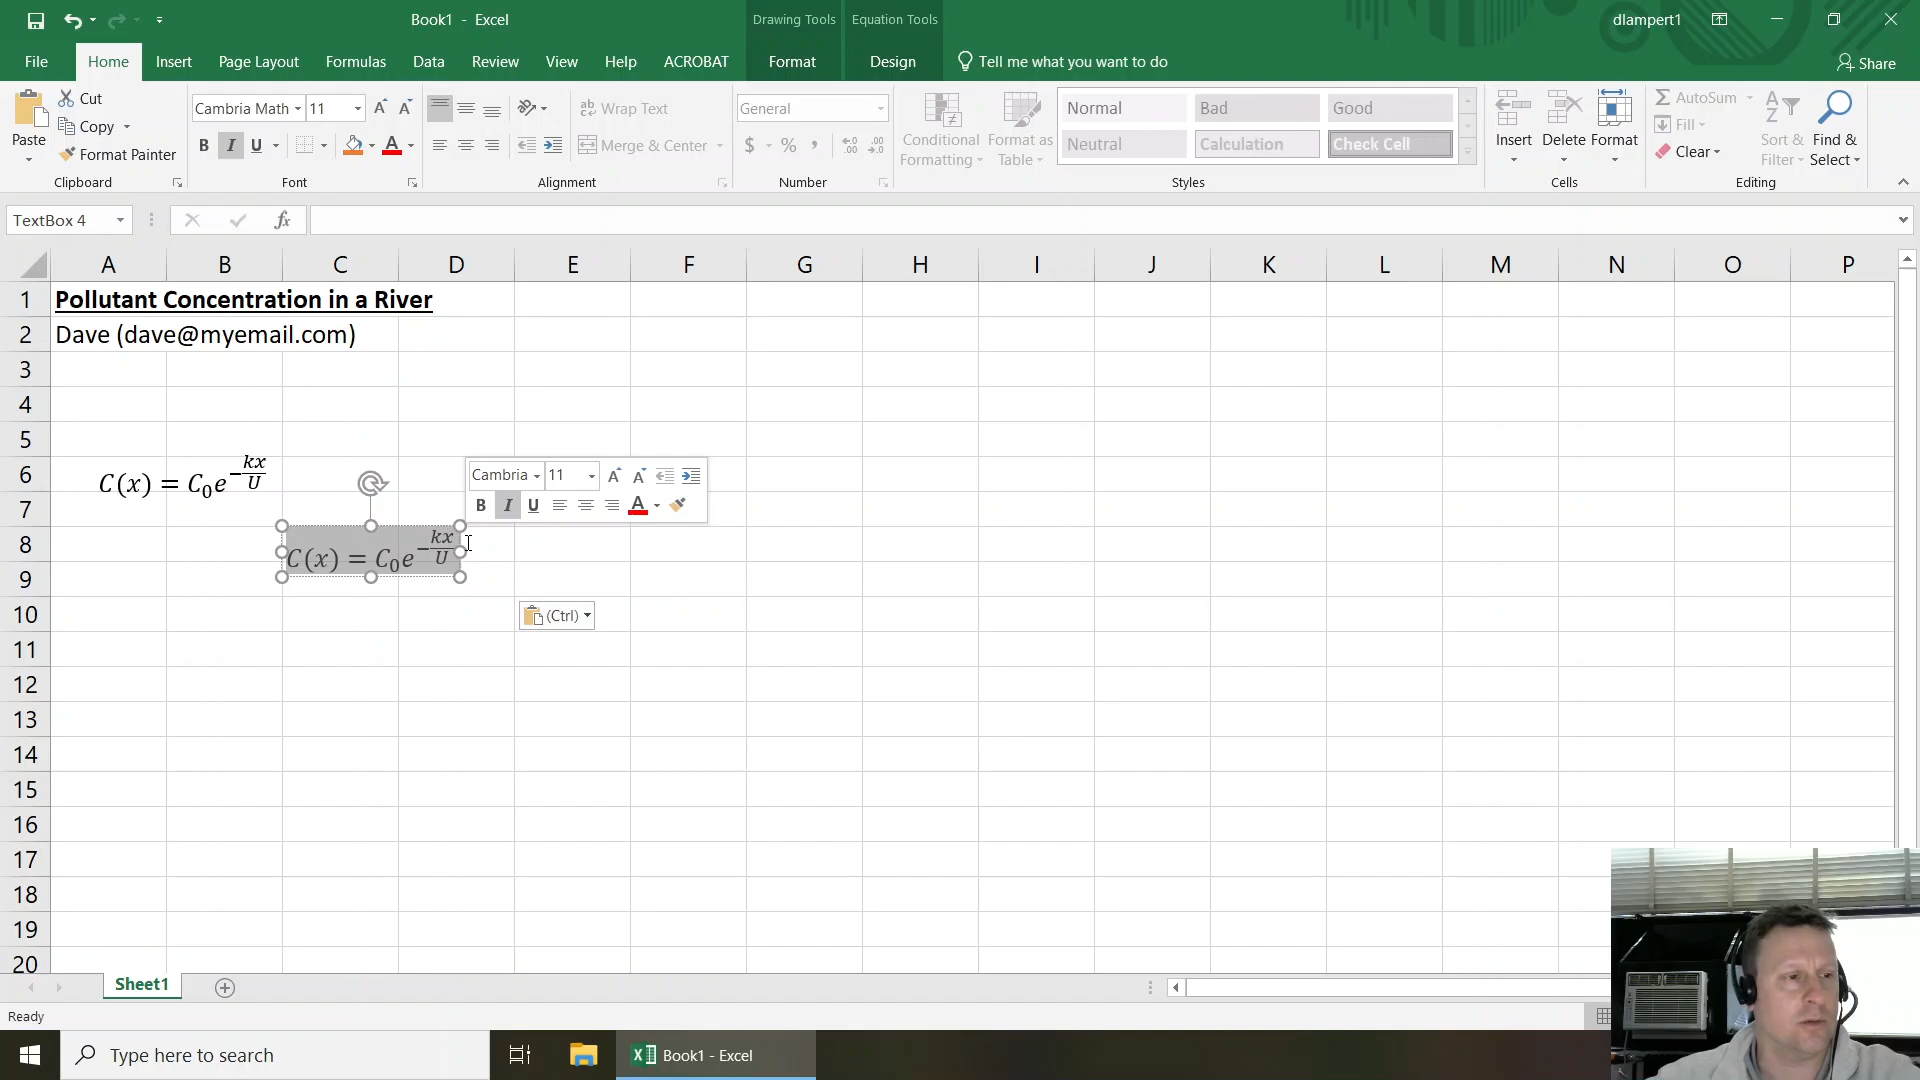 Book1 - Excel
Drawing Tools
Equation Tools
dlampert1
File
Home
Insert
Page Layout
Formulas
Data
Review
View
Help
ACROBAT
Format
Design
Tell me what you want to do
Share
Paste
Cut
Copy
Format Painter
Clipboard
Cambria Math
11
B I U
Font
Wrap Text
Merge & Center
Alignment
General
$ % ,
Number
Conditional
Formatting
Format as
Table
Normal
Bad
Good
Neutral
Calculation
Check Cell
Styles
Insert
Delete
Format
Cells
AutoSum
Fill
Clear
Sort &
Filter
Find &
Select
Editing
TextBox 4
fx
A B C D E F G H I J K L M N O P
1 Pollutant Concentration in a River
2 Dave (dave@myemail.com)
3
4
5
6
C(x) = C₀e^(-kx/U)
Cambria
11
7
B I U A
8
C(x) = C₀e^(-kx/U)
9
10
(Ctrl)
11
12
13
14
15
16
17
18
19
20
Sheet1
Ready
Type here to search
Book1 - Excel